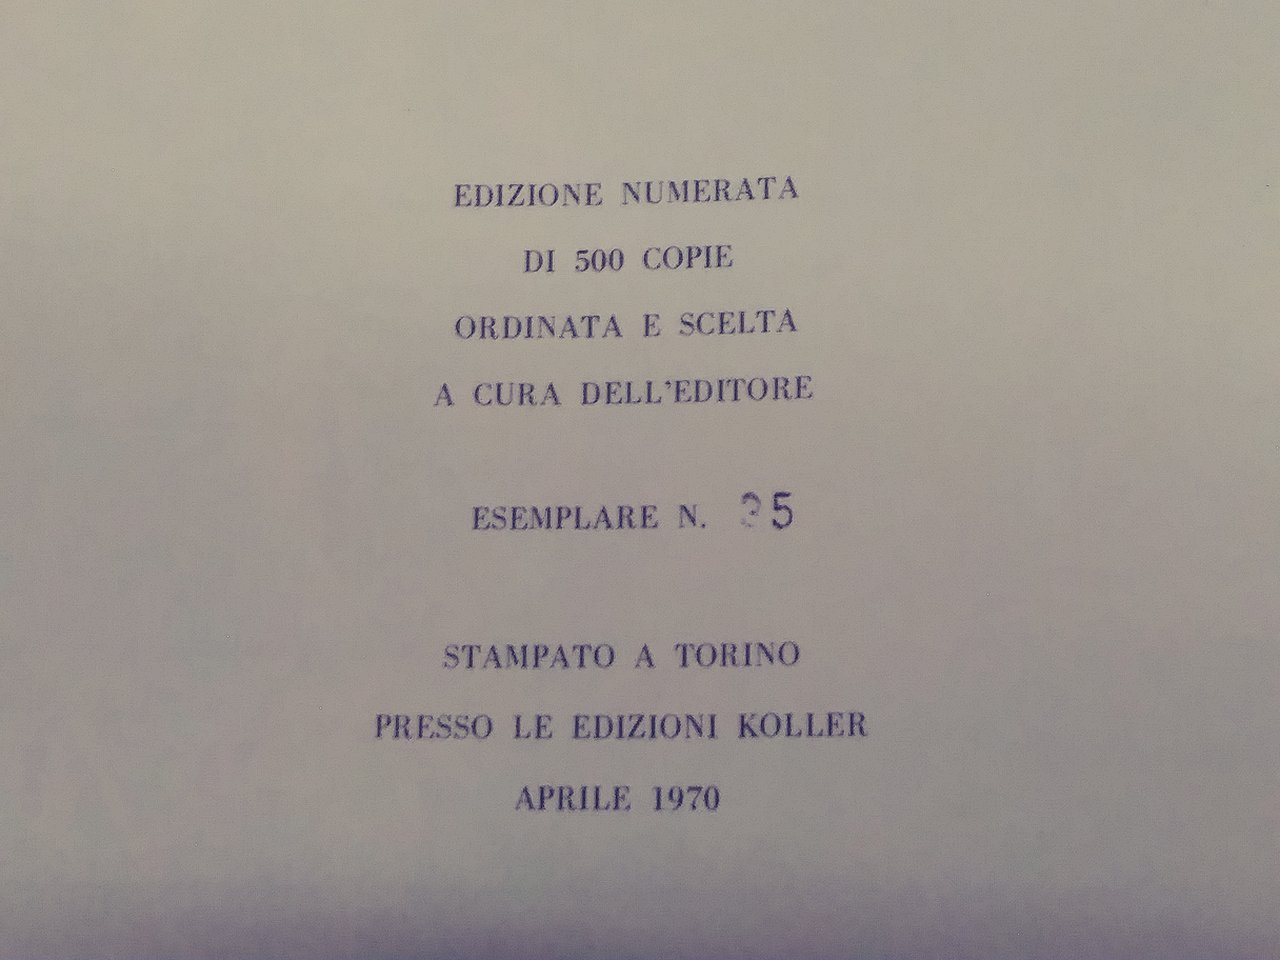 EDIZIONE NUMERATA
DI 500 COPIE
ORDINATA E SCELTA
A CURA DELL'EDITORE
ESEMPLARE N.
STAMPATO A TORINO
PRESSO LE EDIZIONI KOLLER
APRILE 1970